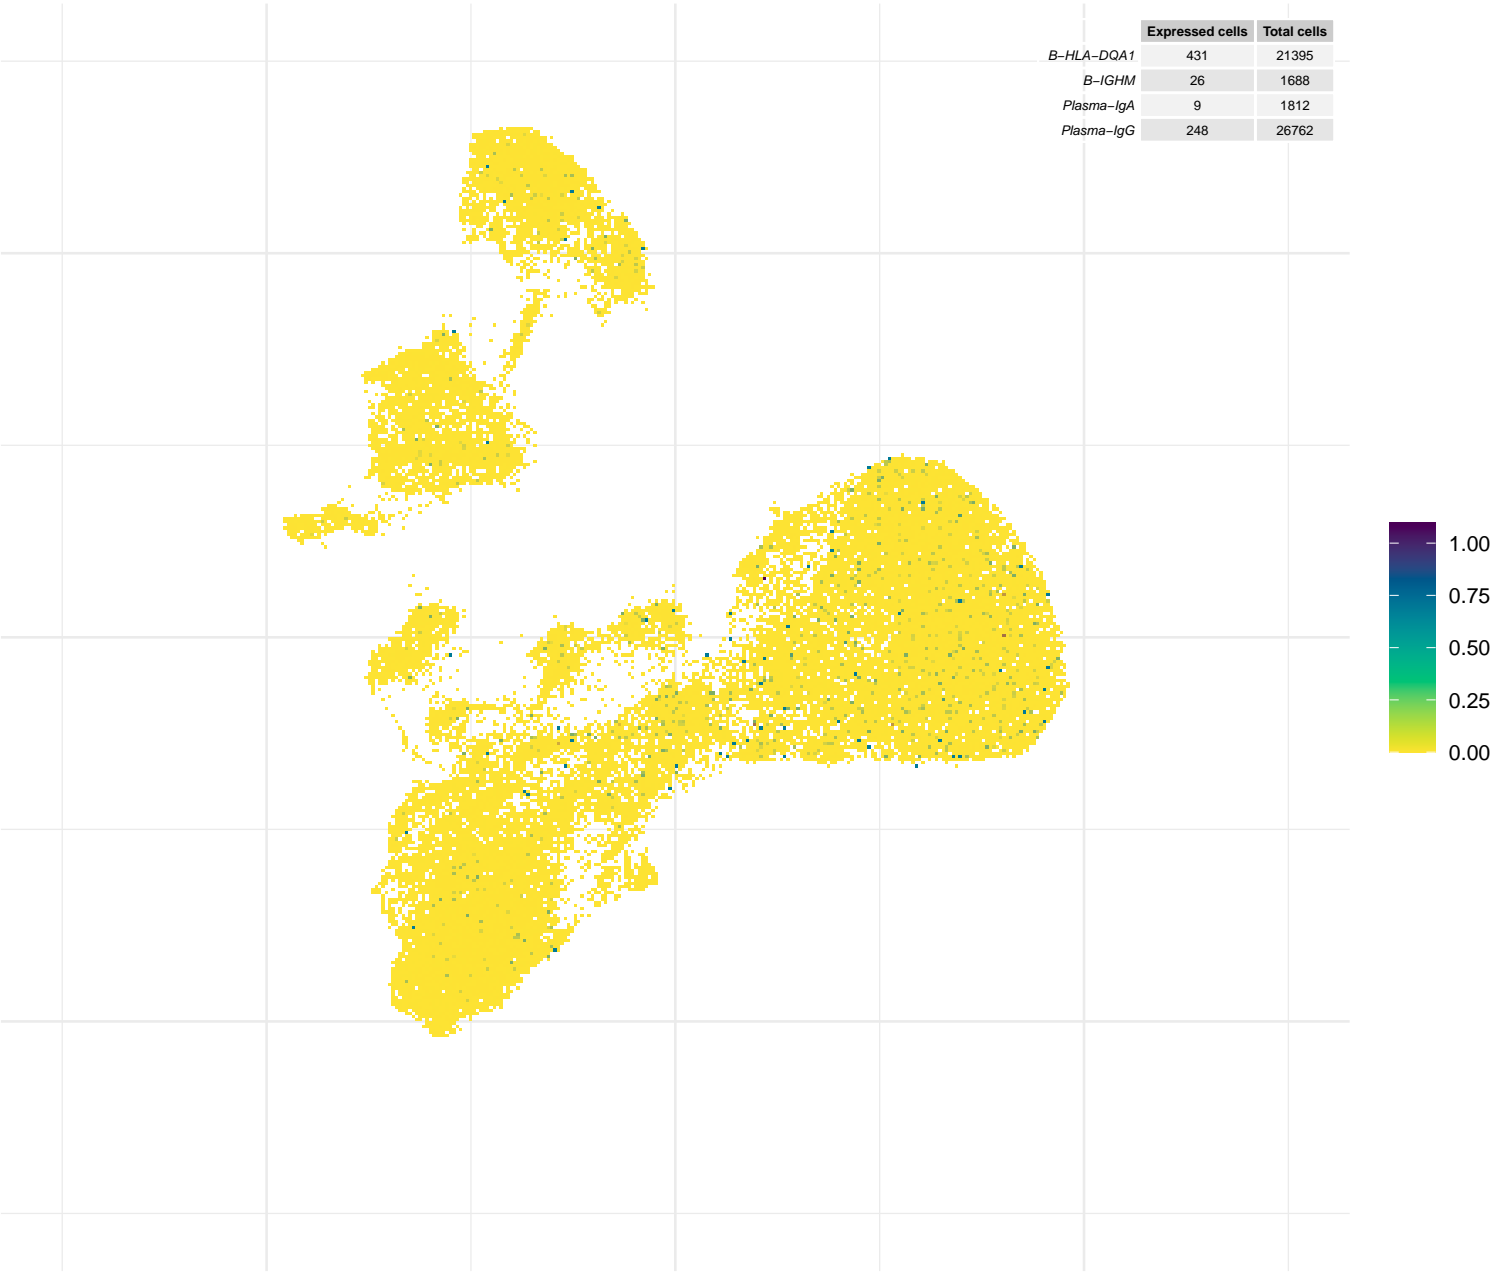 Expressed cells Total cells
B−HLA−DQA1 431 21395
B−IGHM 26 1688
Plasma−IgA 9 1812
Plasma−IgG 248 26762
1.00
0.75
0.50
0.25
0.00